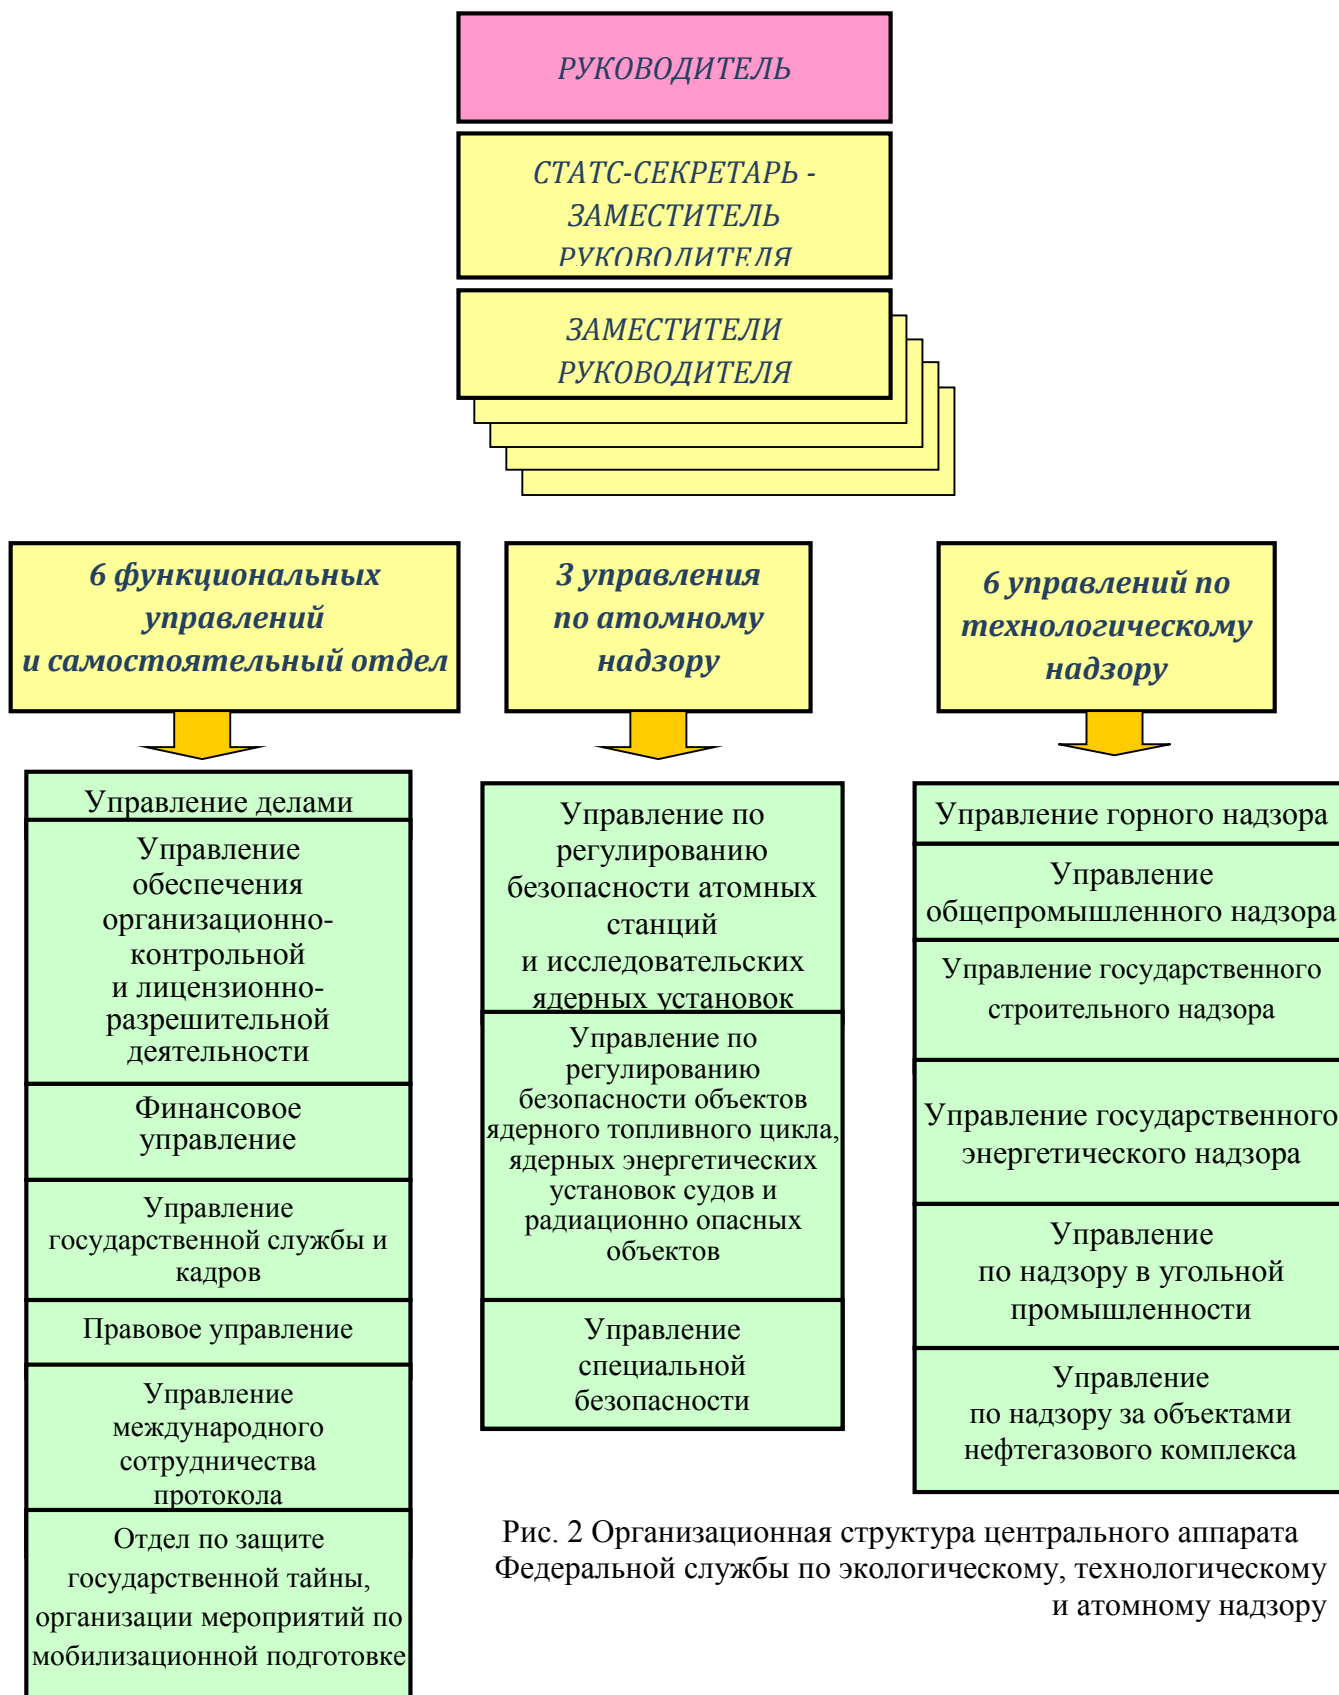 РУКОВОДИТЕЛЬ
СТАТС-СЕКРЕТАРЬ -
ЗАМЕСТИТЕЛЬ
РУКОВОДИТЕЛЯ
ЗАМЕСТИТЕЛИ
РУКОВОДИТЕЛЯ
6 функциональных
управлений
и самостоятельный отдел
3 управления
по атомному
надзору
6 управлений по
технологическому
надзору
Управление делами
Управление
обеспечения
организационно-
контрольной
и лицензионно-
разрешительной
деятельности
Финансовое
управление
Управление
государственной службы и
кадров
Правовое управление
Управление
международного
сотрудничества
протокола
Отдел по защите
государственной тайны,
организации мероприятий по
мобилизационной подготовке
Управление по
регулированию
безопасности атомных
станций
и исследовательских
ядерных установок
Управление по
регулированию
безопасности объектов
ядерного топливного цикла,
ядерных энергетических
установок судов и
радиационно опасных
объектов
Управление
специальной
безопасности
Управление горного надзора
Управление
общепромышленного надзора
Управление государственного
строительного надзора
Управление государственного
энергетического надзора
Управление
по надзору в угольной
промышленности
Управление
по надзору за объектами
нефтегазового комплекса
Рис. 2 Организационная структура центрального аппарата
Федеральной службы по экологическому, технологическому
и атомному надзору